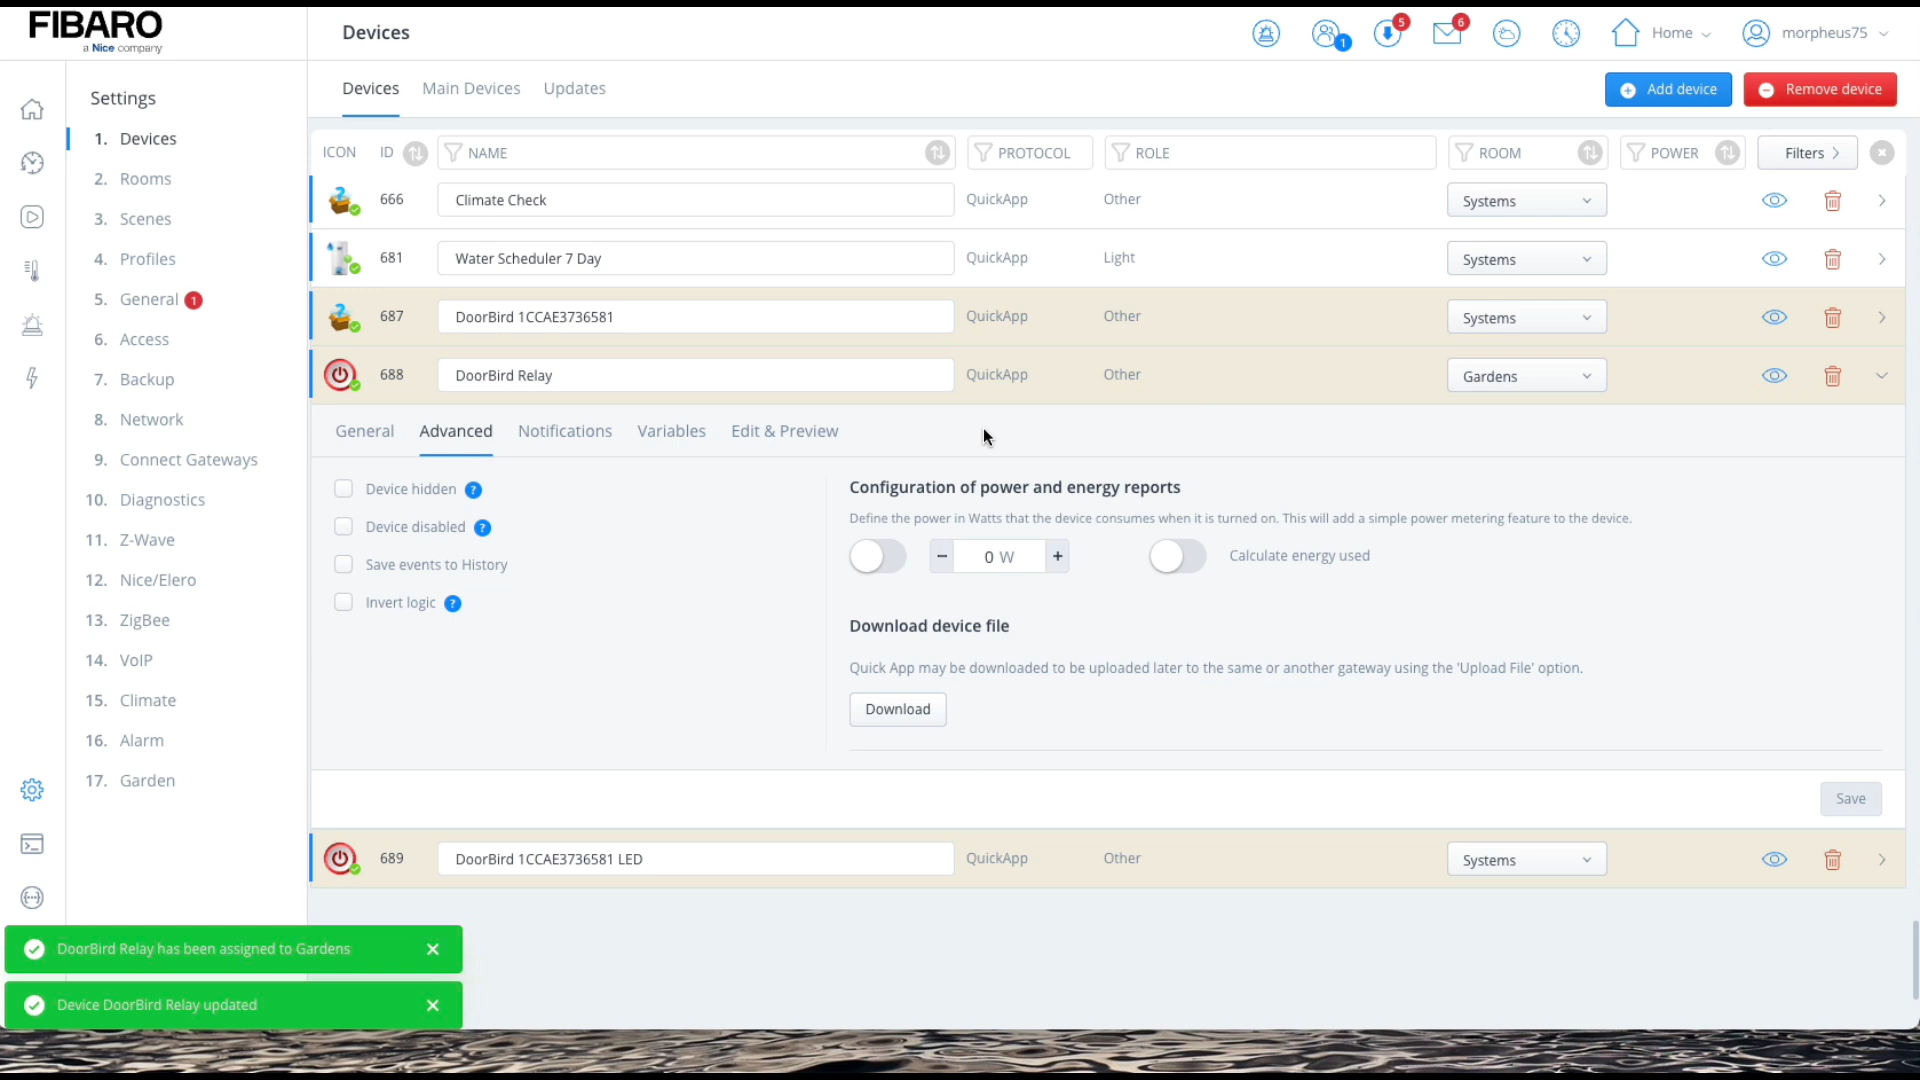 FIBARO
a Nice company
Devices
1
5
6
Home
morpheus75
Devices
Main Devices
Updates
Add device
Remove device
Settings
1. Devices
2. Rooms
3. Scenes
4. Profiles
5. General 1
6. Access
7. Backup
8. Network
9. Connect Gateways
10. Diagnostics
11. Z-Wave
12. Nice/Elero
13. ZigBee
14. VoIP
15. Climate
16. Alarm
17. Garden
ICON ID NAME PROTOCOL ROLE ROOM POWER Filters
666 Climate Check QuickApp Other Systems
681 Water Scheduler 7 Day QuickApp Light Systems
687 DoorBird 1CCAE3736581 QuickApp Other Systems
688 DoorBird Relay QuickApp Other Gardens
General Advanced Notifications Variables Edit & Preview
Device hidden ?
Device disabled ?
Save events to History
Invert logic ?
Configuration of power and energy reports
Define the power in Watts that the device consumes when it is turned on. This will add a simple power metering feature to the device.
− 0 W + Calculate energy used
Download device file
Quick App may be downloaded to be uploaded later to the same or another gateway using the 'Upload File' option.
Download
Save
689 DoorBird 1CCAE3736581 LED QuickApp Other Systems
DoorBird Relay has been assigned to Gardens
Device DoorBird Relay updated